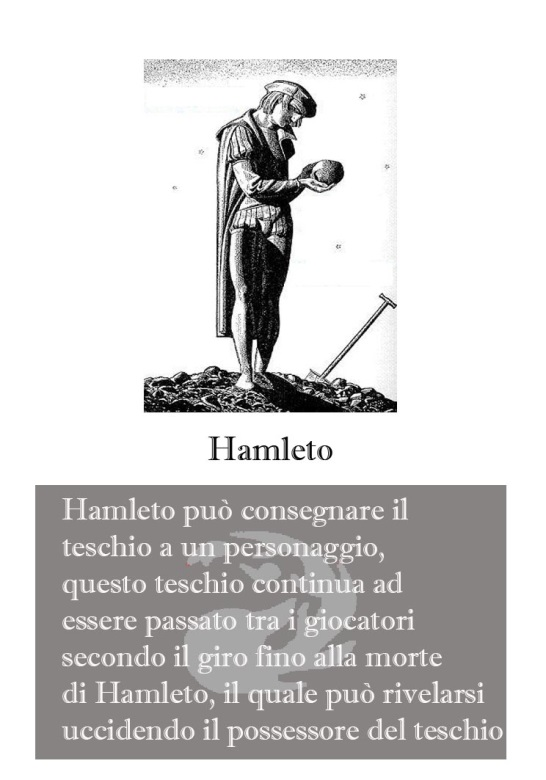 Hamleto
Hamleto può consegnare il
teschio a un personaggio,
questo teschio continua ad
essere passato tra i giocatori
secondo il giro fino alla morte
di Hamleto, il quale può rivelarsi
uccidendo il possessore del teschio